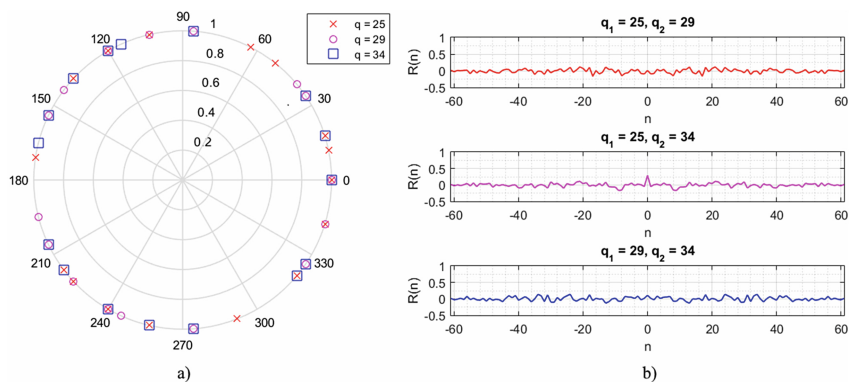 90
120
60
150
30
180
0
210
330
240
300
270
1
0.8
0.6
0.4
0.2
q = 25
q = 29
q = 34
a)
q1 = 25, q2 = 29
R(n)
1
0.5
0
-0.5
-60 -40 -20 0 20 40 60
q1 = 25, q2 = 34
R(n)
1
0.5
0
-0.5
-60 -40 -20 0 20 40 60
n
q1 = 29, q2 = 34
R(n)
1
0.5
0
-0.5
-60 -40 -20 0 20 40 60
n
b)